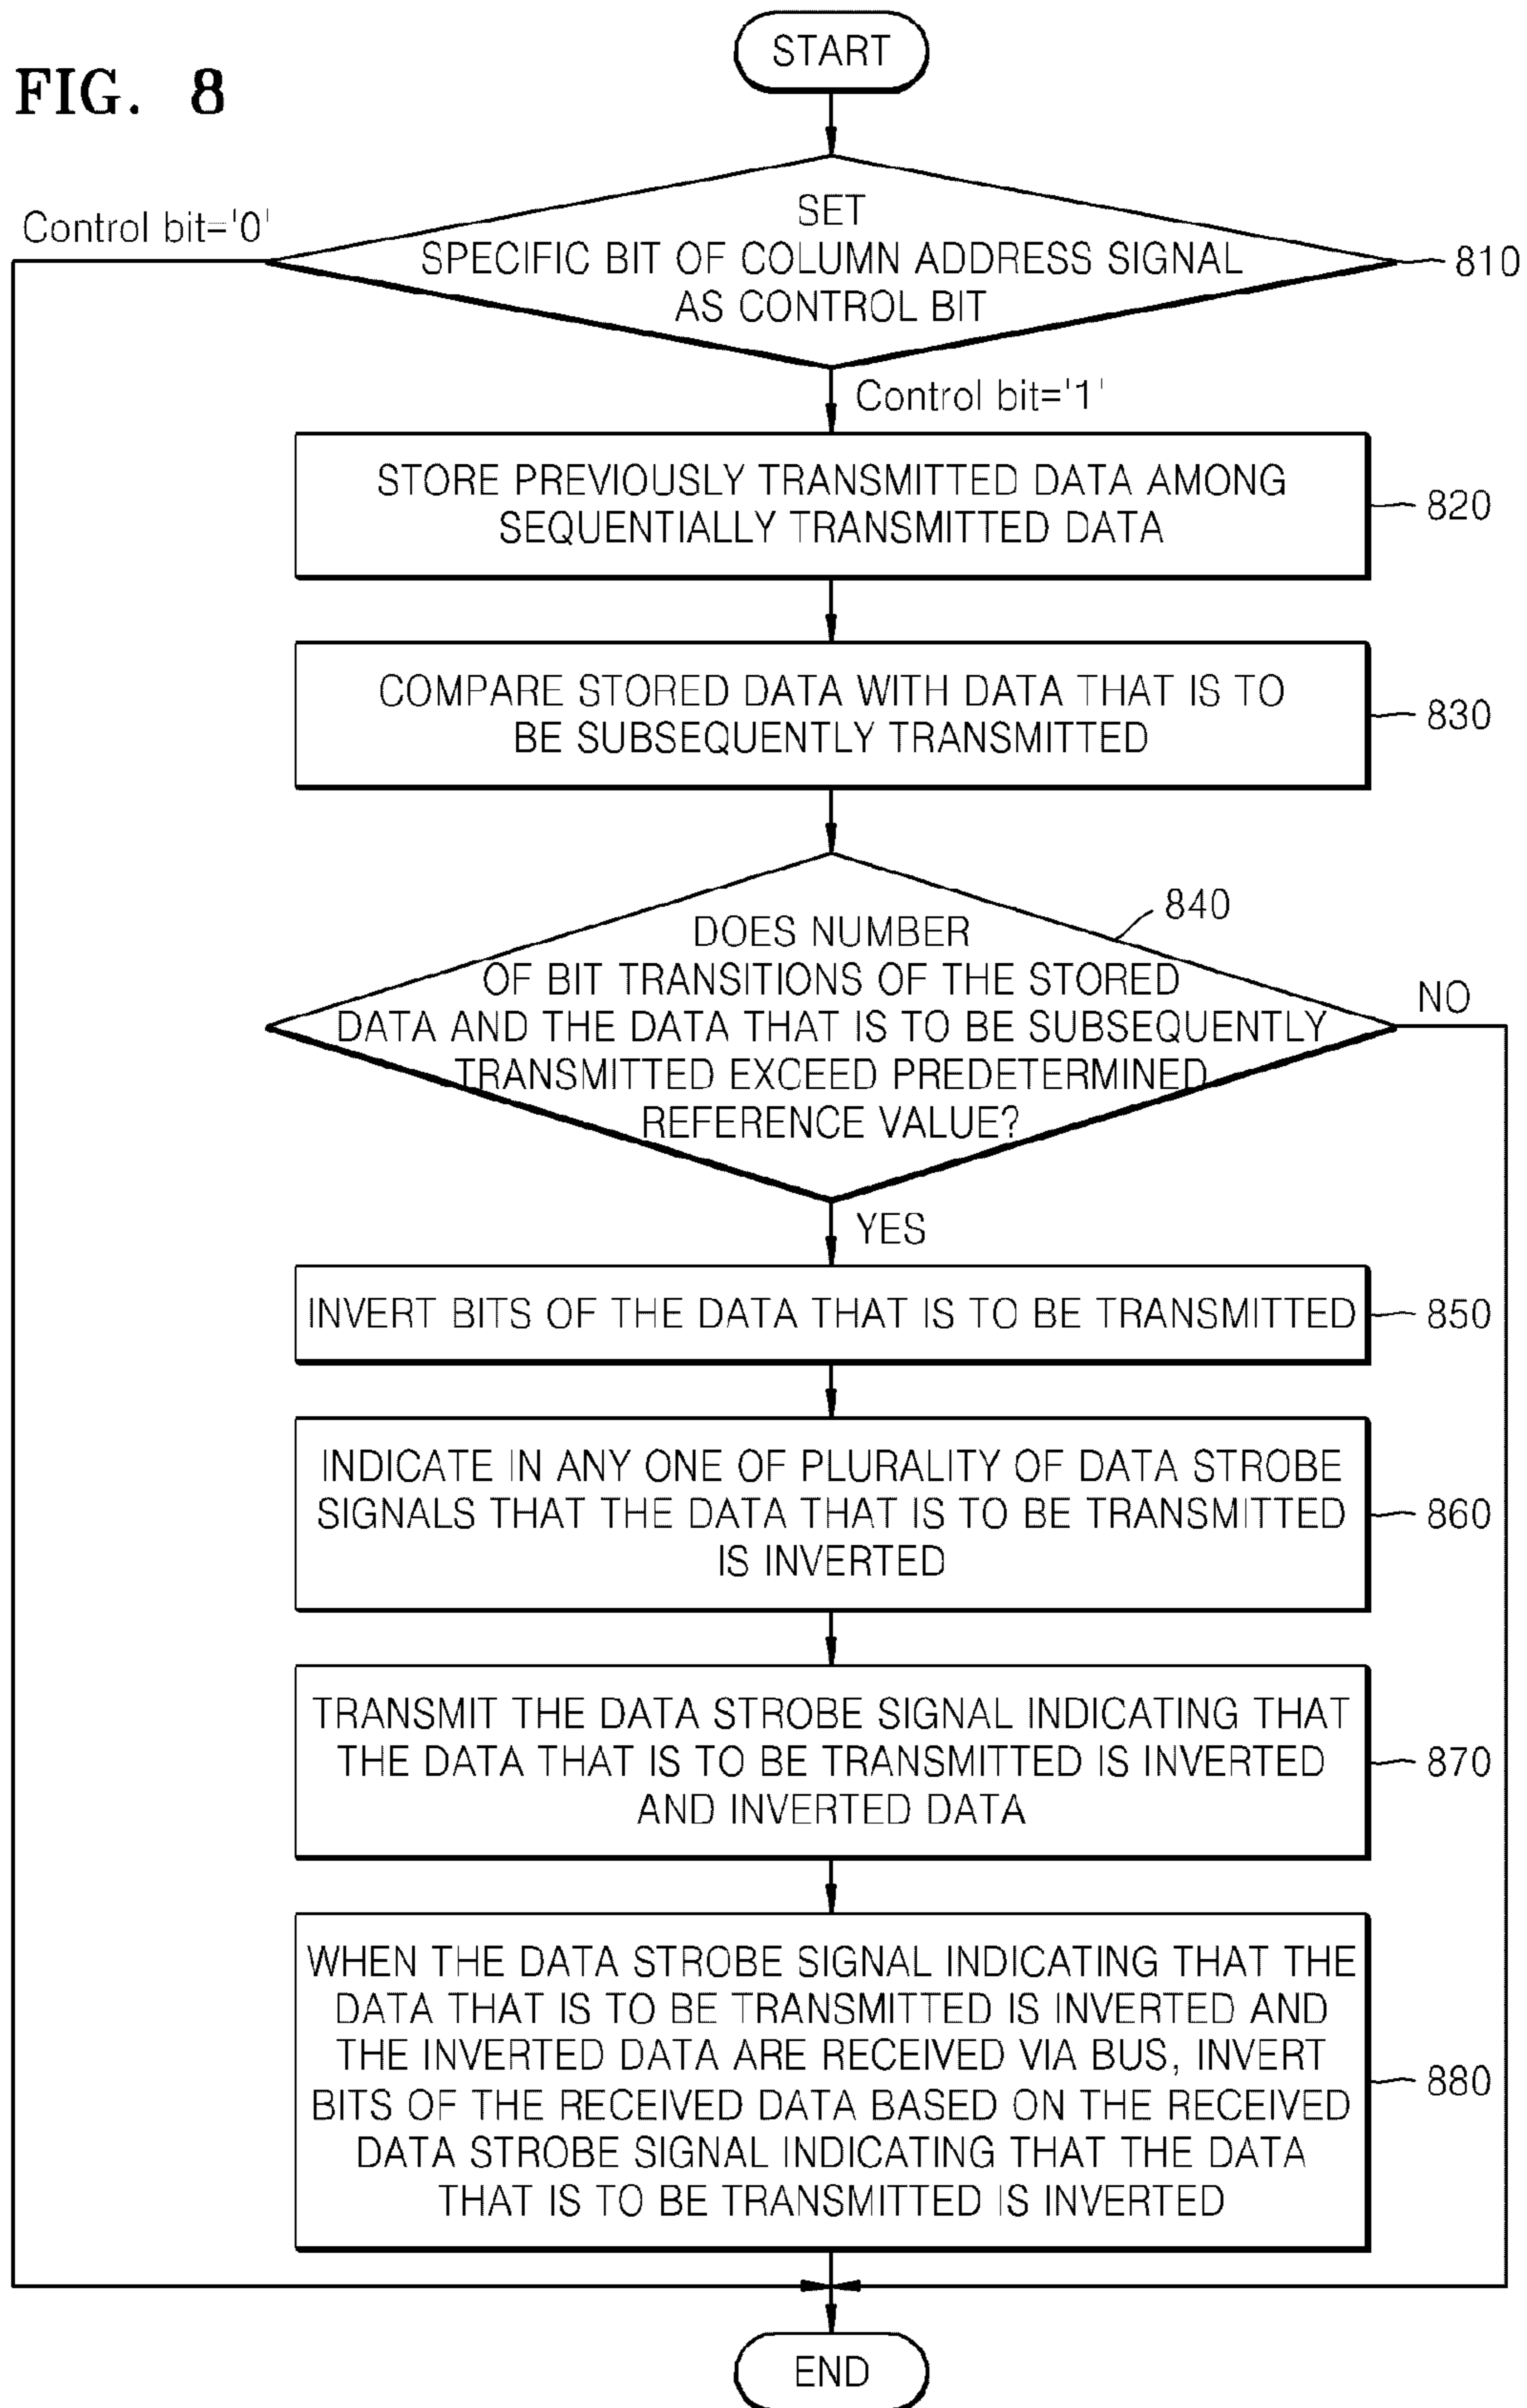 FIG. 8
START
Control bit='0'
SET
SPECIFIC BIT OF COLUMN ADDRESS SIGNAL
AS CONTROL BIT
810
Control bit='1'
STORE PREVIOUSLY TRANSMITTED DATA AMONG
SEQUENTIALLY TRANSMITTED DATA
820
COMPARE STORED DATA WITH DATA THAT IS TO
BE SUBSEQUENTLY TRANSMITTED
830
840
DOES NUMBER
OF BIT TRANSITIONS OF THE STORED
DATA AND THE DATA THAT IS TO BE SUBSEQUENTLY
TRANSMITTED EXCEED PREDETERMINED
REFERENCE VALUE?
NO
YES
INVERT BITS OF THE DATA THAT IS TO BE TRANSMITTED
850
INDICATE IN ANY ONE OF PLURALITY OF DATA STROBE
SIGNALS THAT THE DATA THAT IS TO BE TRANSMITTED
IS INVERTED
860
TRANSMIT THE DATA STROBE SIGNAL INDICATING THAT
THE DATA THAT IS TO BE TRANSMITTED IS INVERTED
AND INVERTED DATA
870
WHEN THE DATA STROBE SIGNAL INDICATING THAT THE
DATA THAT IS TO BE TRANSMITTED IS INVERTED AND
THE INVERTED DATA ARE RECEIVED VIA BUS, INVERT
BITS OF THE RECEIVED DATA BASED ON THE RECEIVED
DATA STROBE SIGNAL INDICATING THAT THE DATA
THAT IS TO BE TRANSMITTED IS INVERTED
880
END